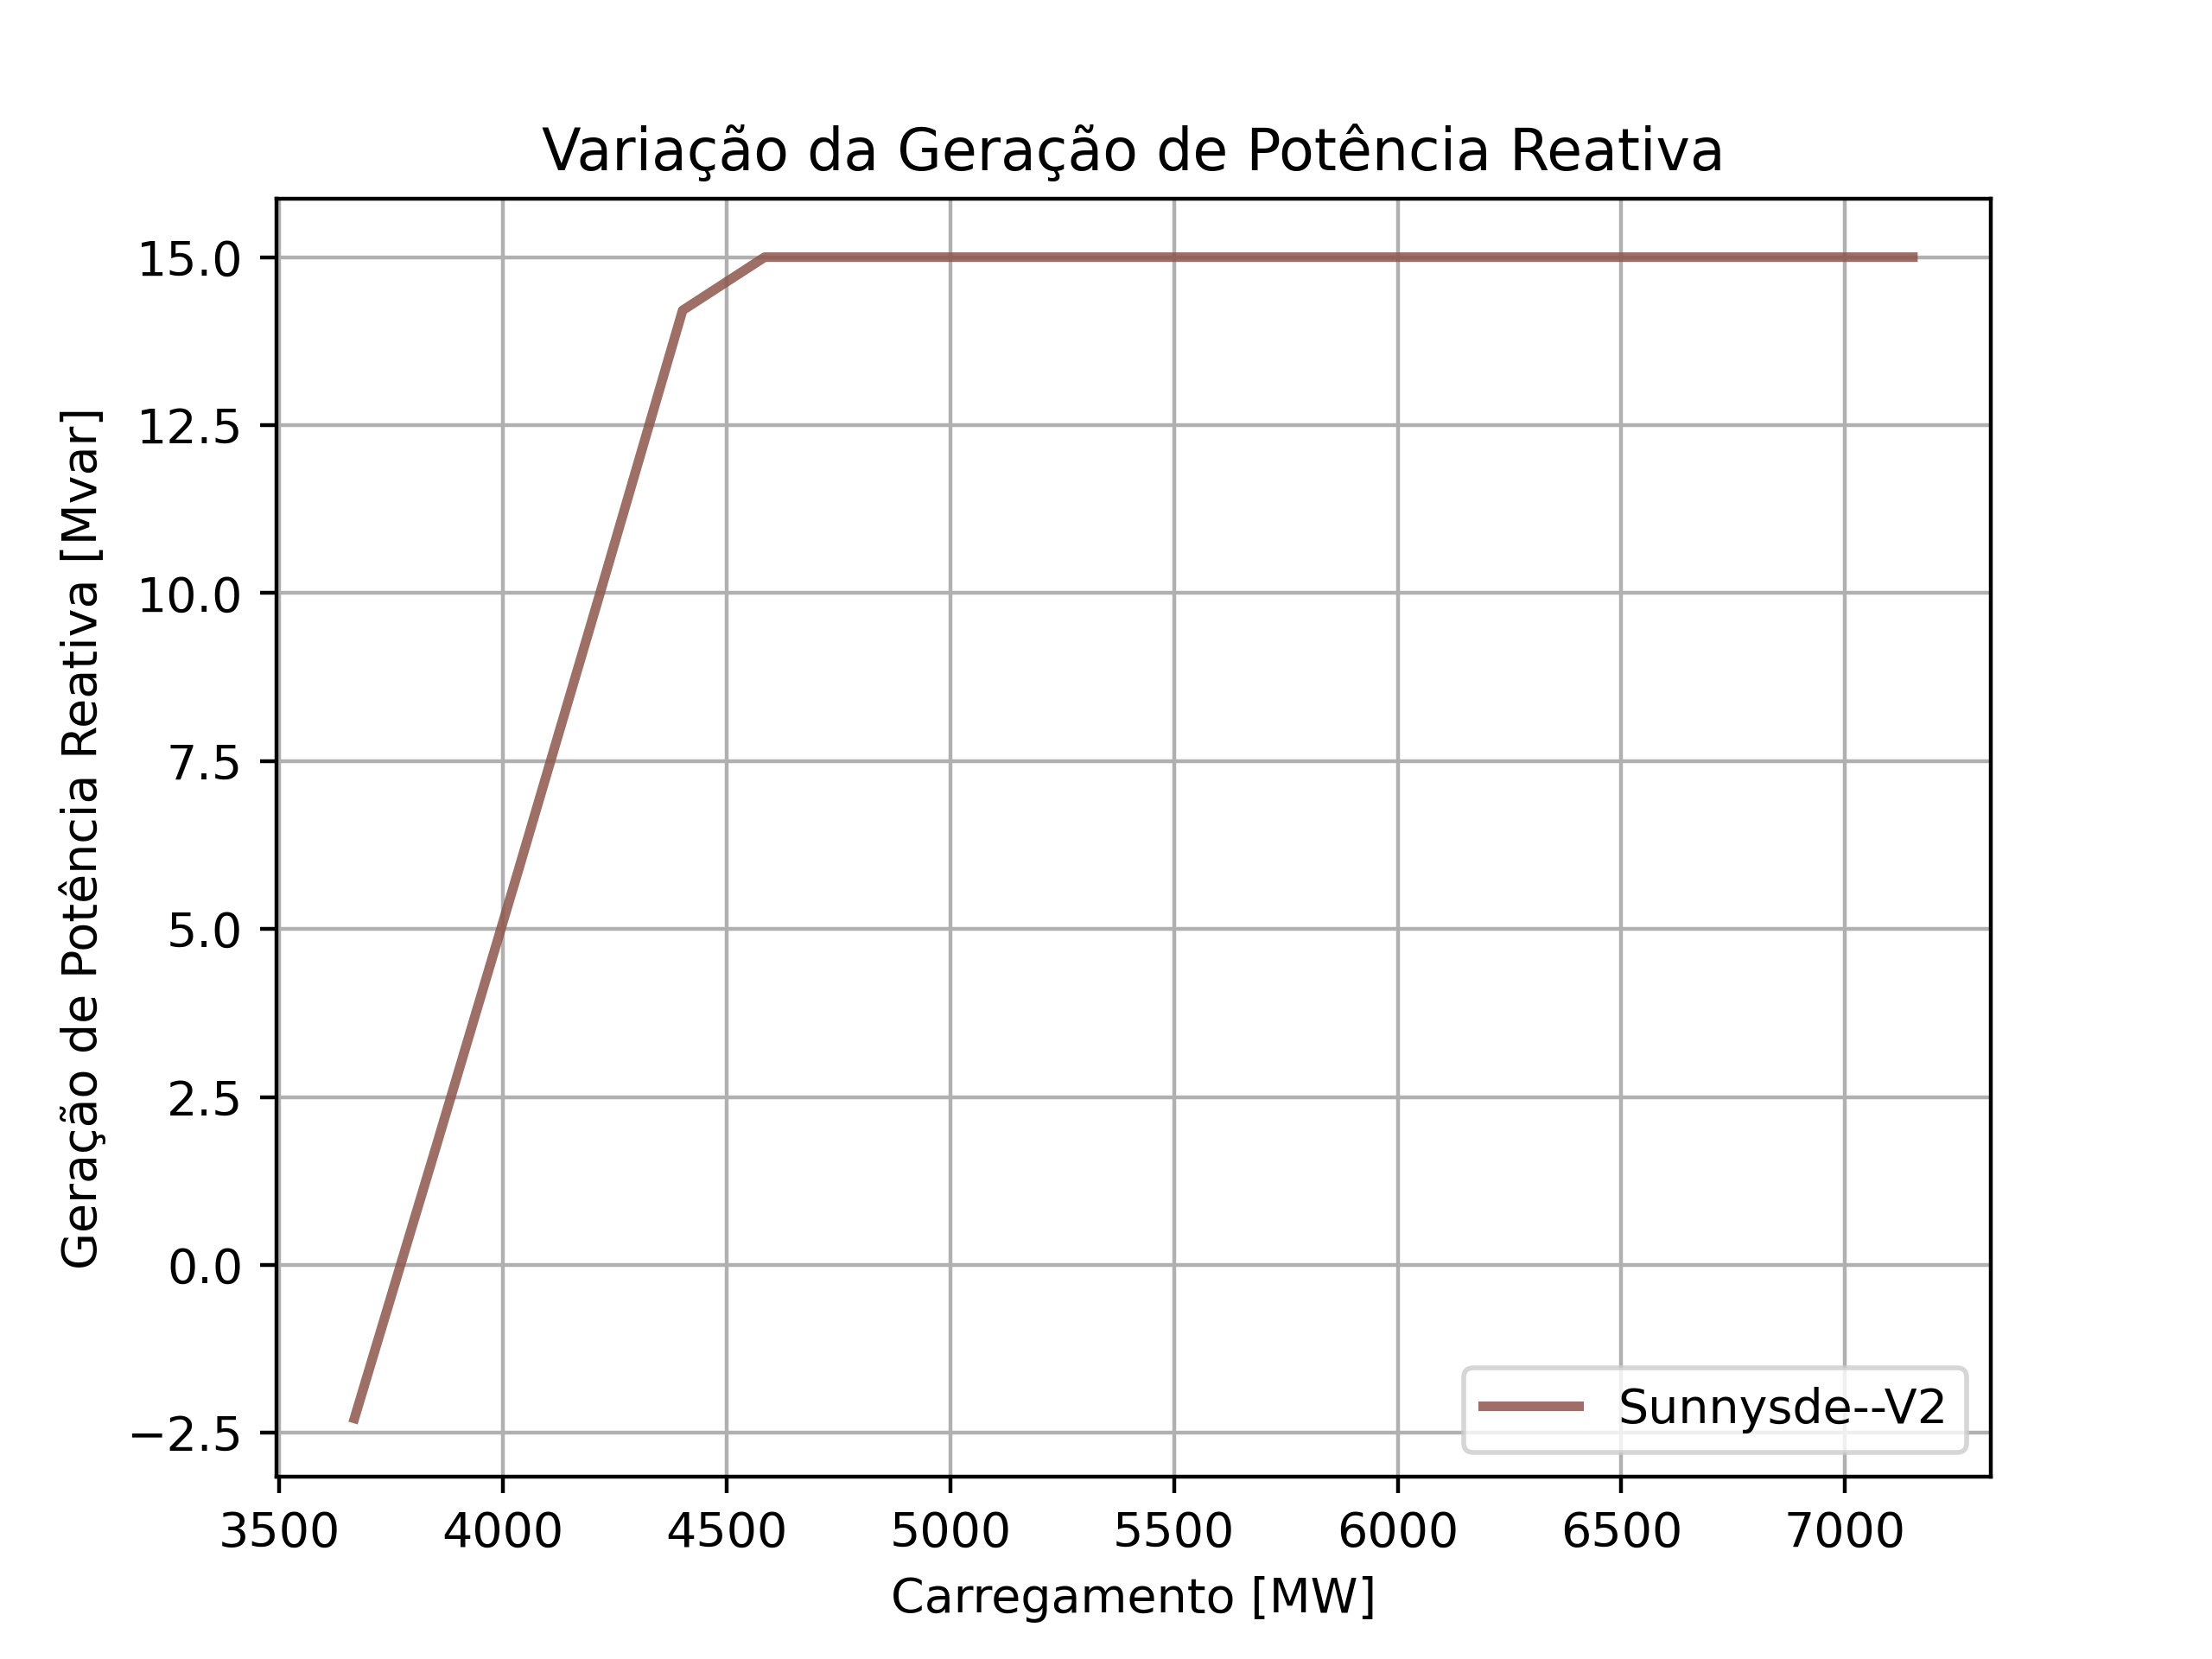 Variação da Geração de Potência Reativa
Geração de Potência Reativa [Mvar]
15.0
12.5
10.0
7.5
5.0
2.5
0.0
−2.5
Sunnysde--V2
3500 4000 4500 5000 5500 6000 6500 7000
Carregamento [MW]